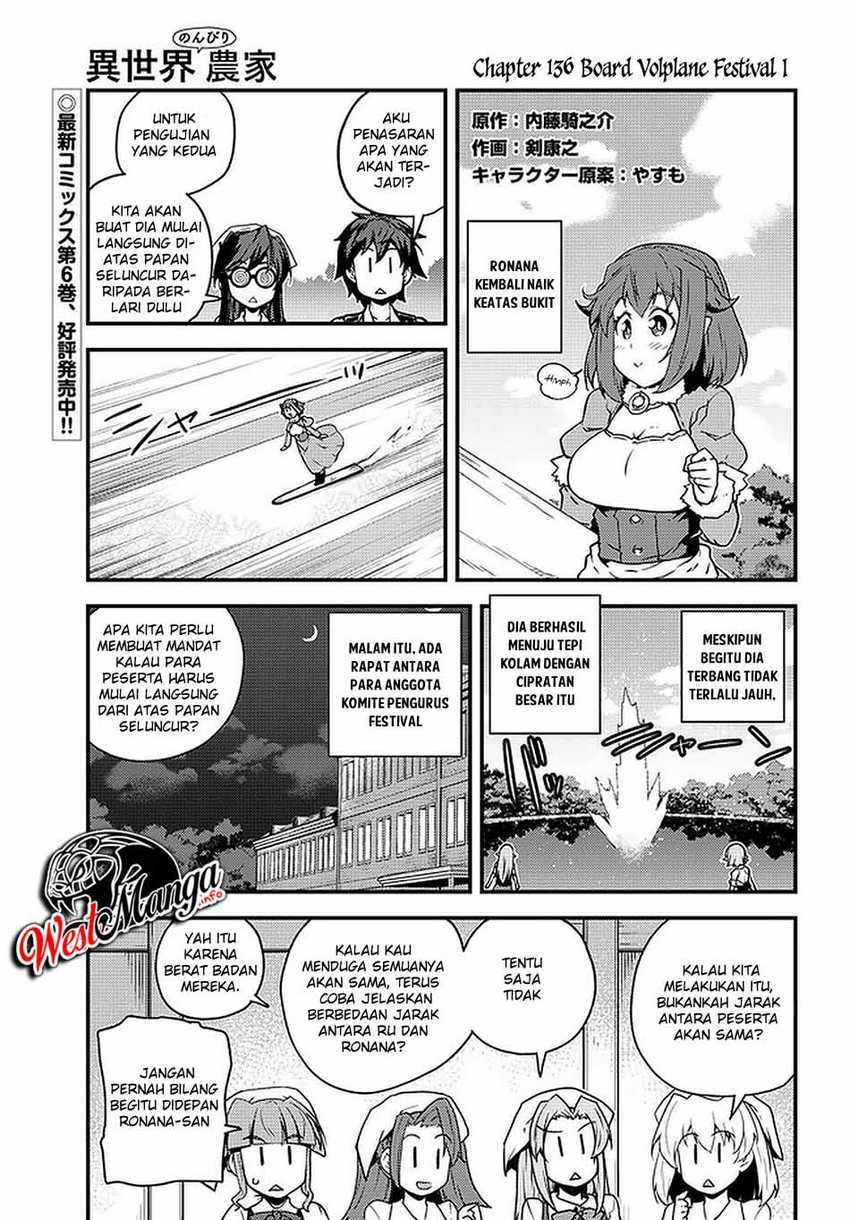 のんびり
異世界 農家
Chapter 136 Board Volplane Festival I
◎最新コミックス第6巻、好評発売中!!
原作：内藤騎之介
作画：剣康之
キャラクター原案：やすも
RONANA
KEMBALI NAIK
KEATAS BUKIT
Hmph
AKU
PENASARAN
APA YANG
AKAN TER-
JADI?
UNTUK
PENGUJIAN
YANG KEDUA
KITA AKAN
BUAT DIA MULAI
LANGSUNG DI-
ATAS PAPAN
SELUNCUR DA-
RIPADA BER-
LARI DULU
シャー
MESKIPUN
BEGITU DIA
TERBANG TIDAK
TERLALU JAUH.
DIA BERHASIL
MENUJU TEPI
KOLAM DENGAN
CIPRATAN
BESAR ITU
MALAM ITU, ADA
RAPAT ANTARA
PARA ANGGOTA
KOMITE PENGURUS
FESTIVAL
APA KITA PERLU
MEMBUAT MANDAT
KALAU PARA
PESERTA HARUS
MULAI LANGSUNG
DARI ATAS PAPAN
SELUNCUR?
WestManga
.info
KALAU KITA
MELAKUKAN ITU,
BUKANKAH JARAK
ANTARA PESERTA
AKAN SAMA?
TENTU
SAJA
TIDAK
KALAU KAU
MENDUGA SEMUANYA
AKAN SAMA, TERUS
COBA JELASKAN
BERBEDAAN JARAK
ANTARA RU DAN
RONANA?
YAH ITU
KARENA
BERAT BADAN
MEREKA.
JANGAN
PERNAH BILANG
BEGITU DIDEPAN
RONANA-SAN